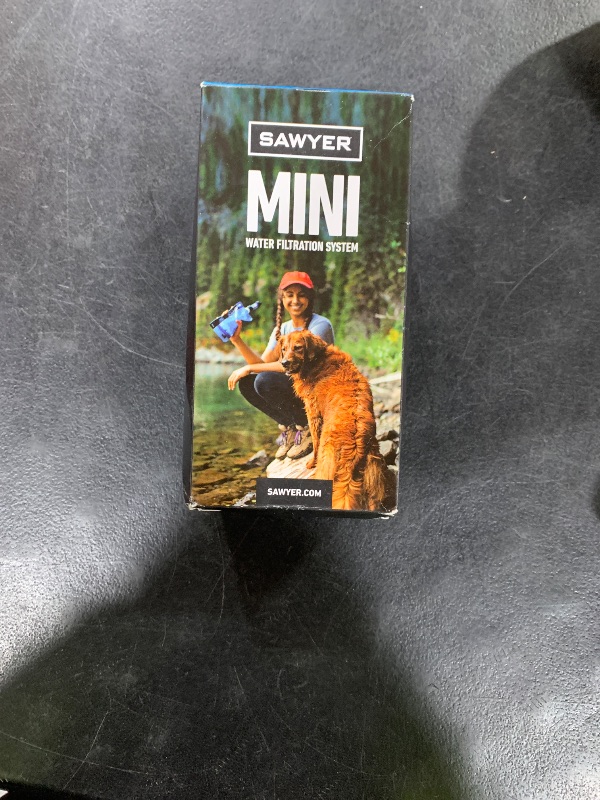 SAWYER
MINI
WATER FILTRATION SYSTEM
SAWYER.COM